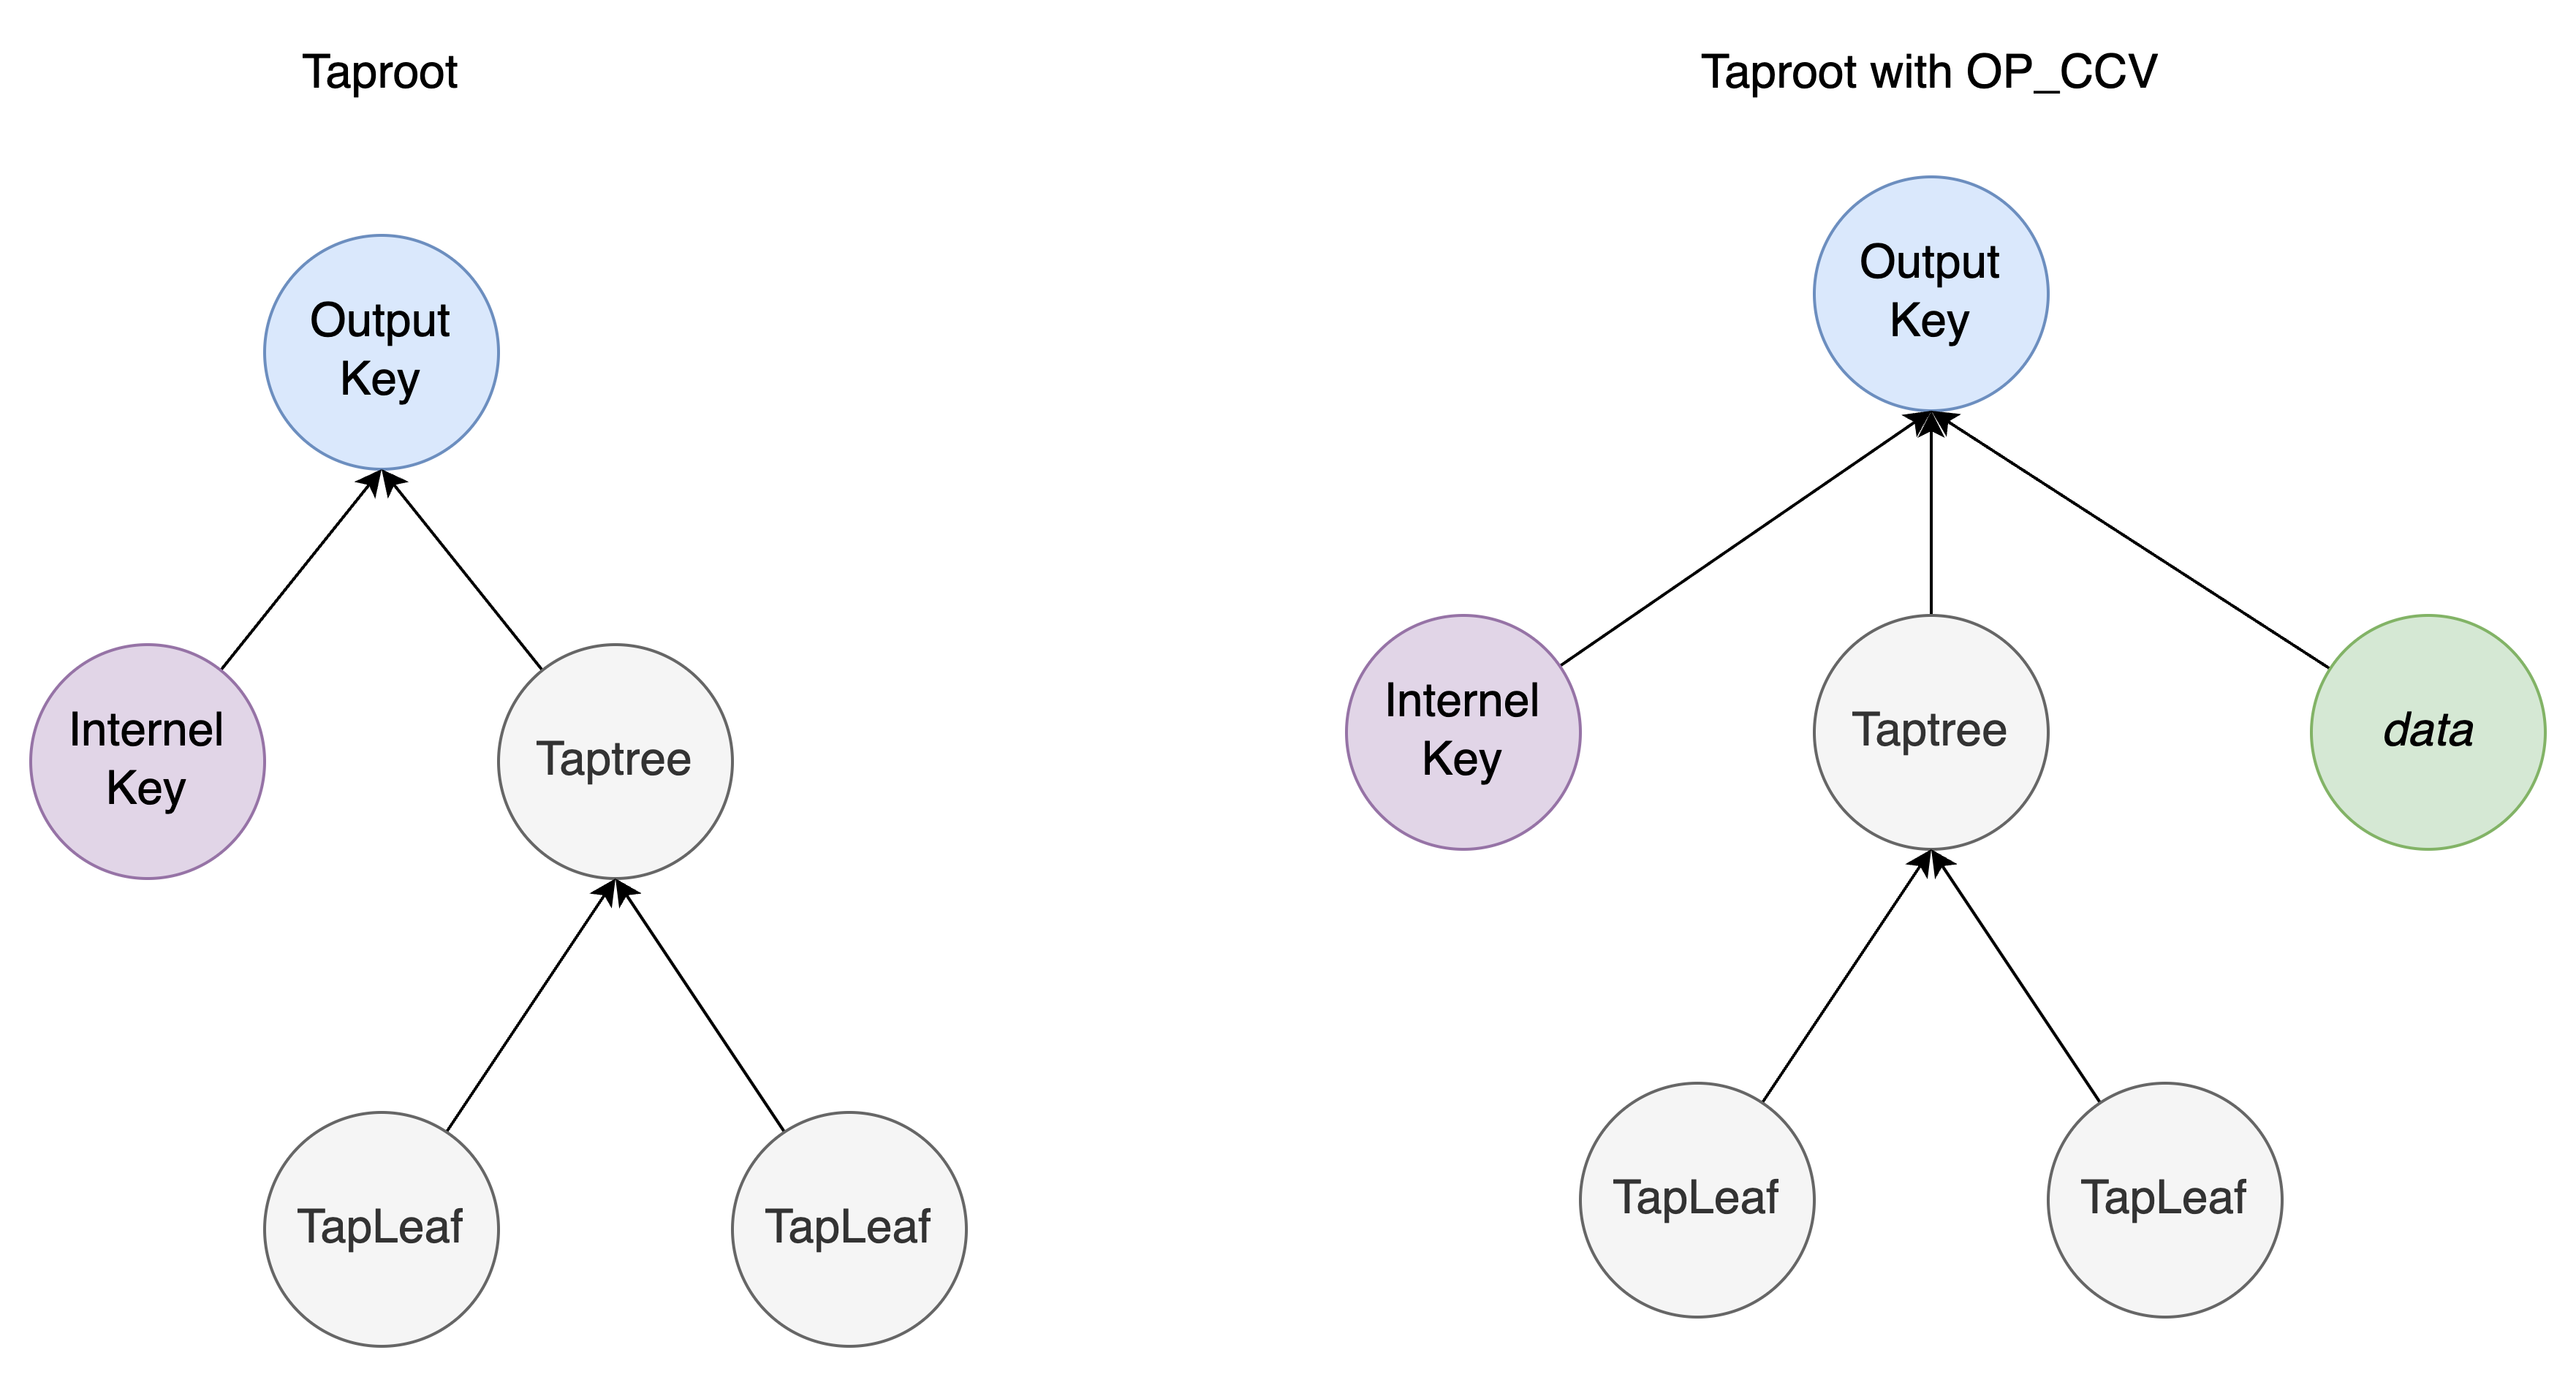 Taproot
Output
Key
Internel
Key
Taptree
TapLeaf
TapLeaf
Taproot with OP_CCV
Output
Key
Internel
Key
Taptree
data
TapLeaf
TapLeaf